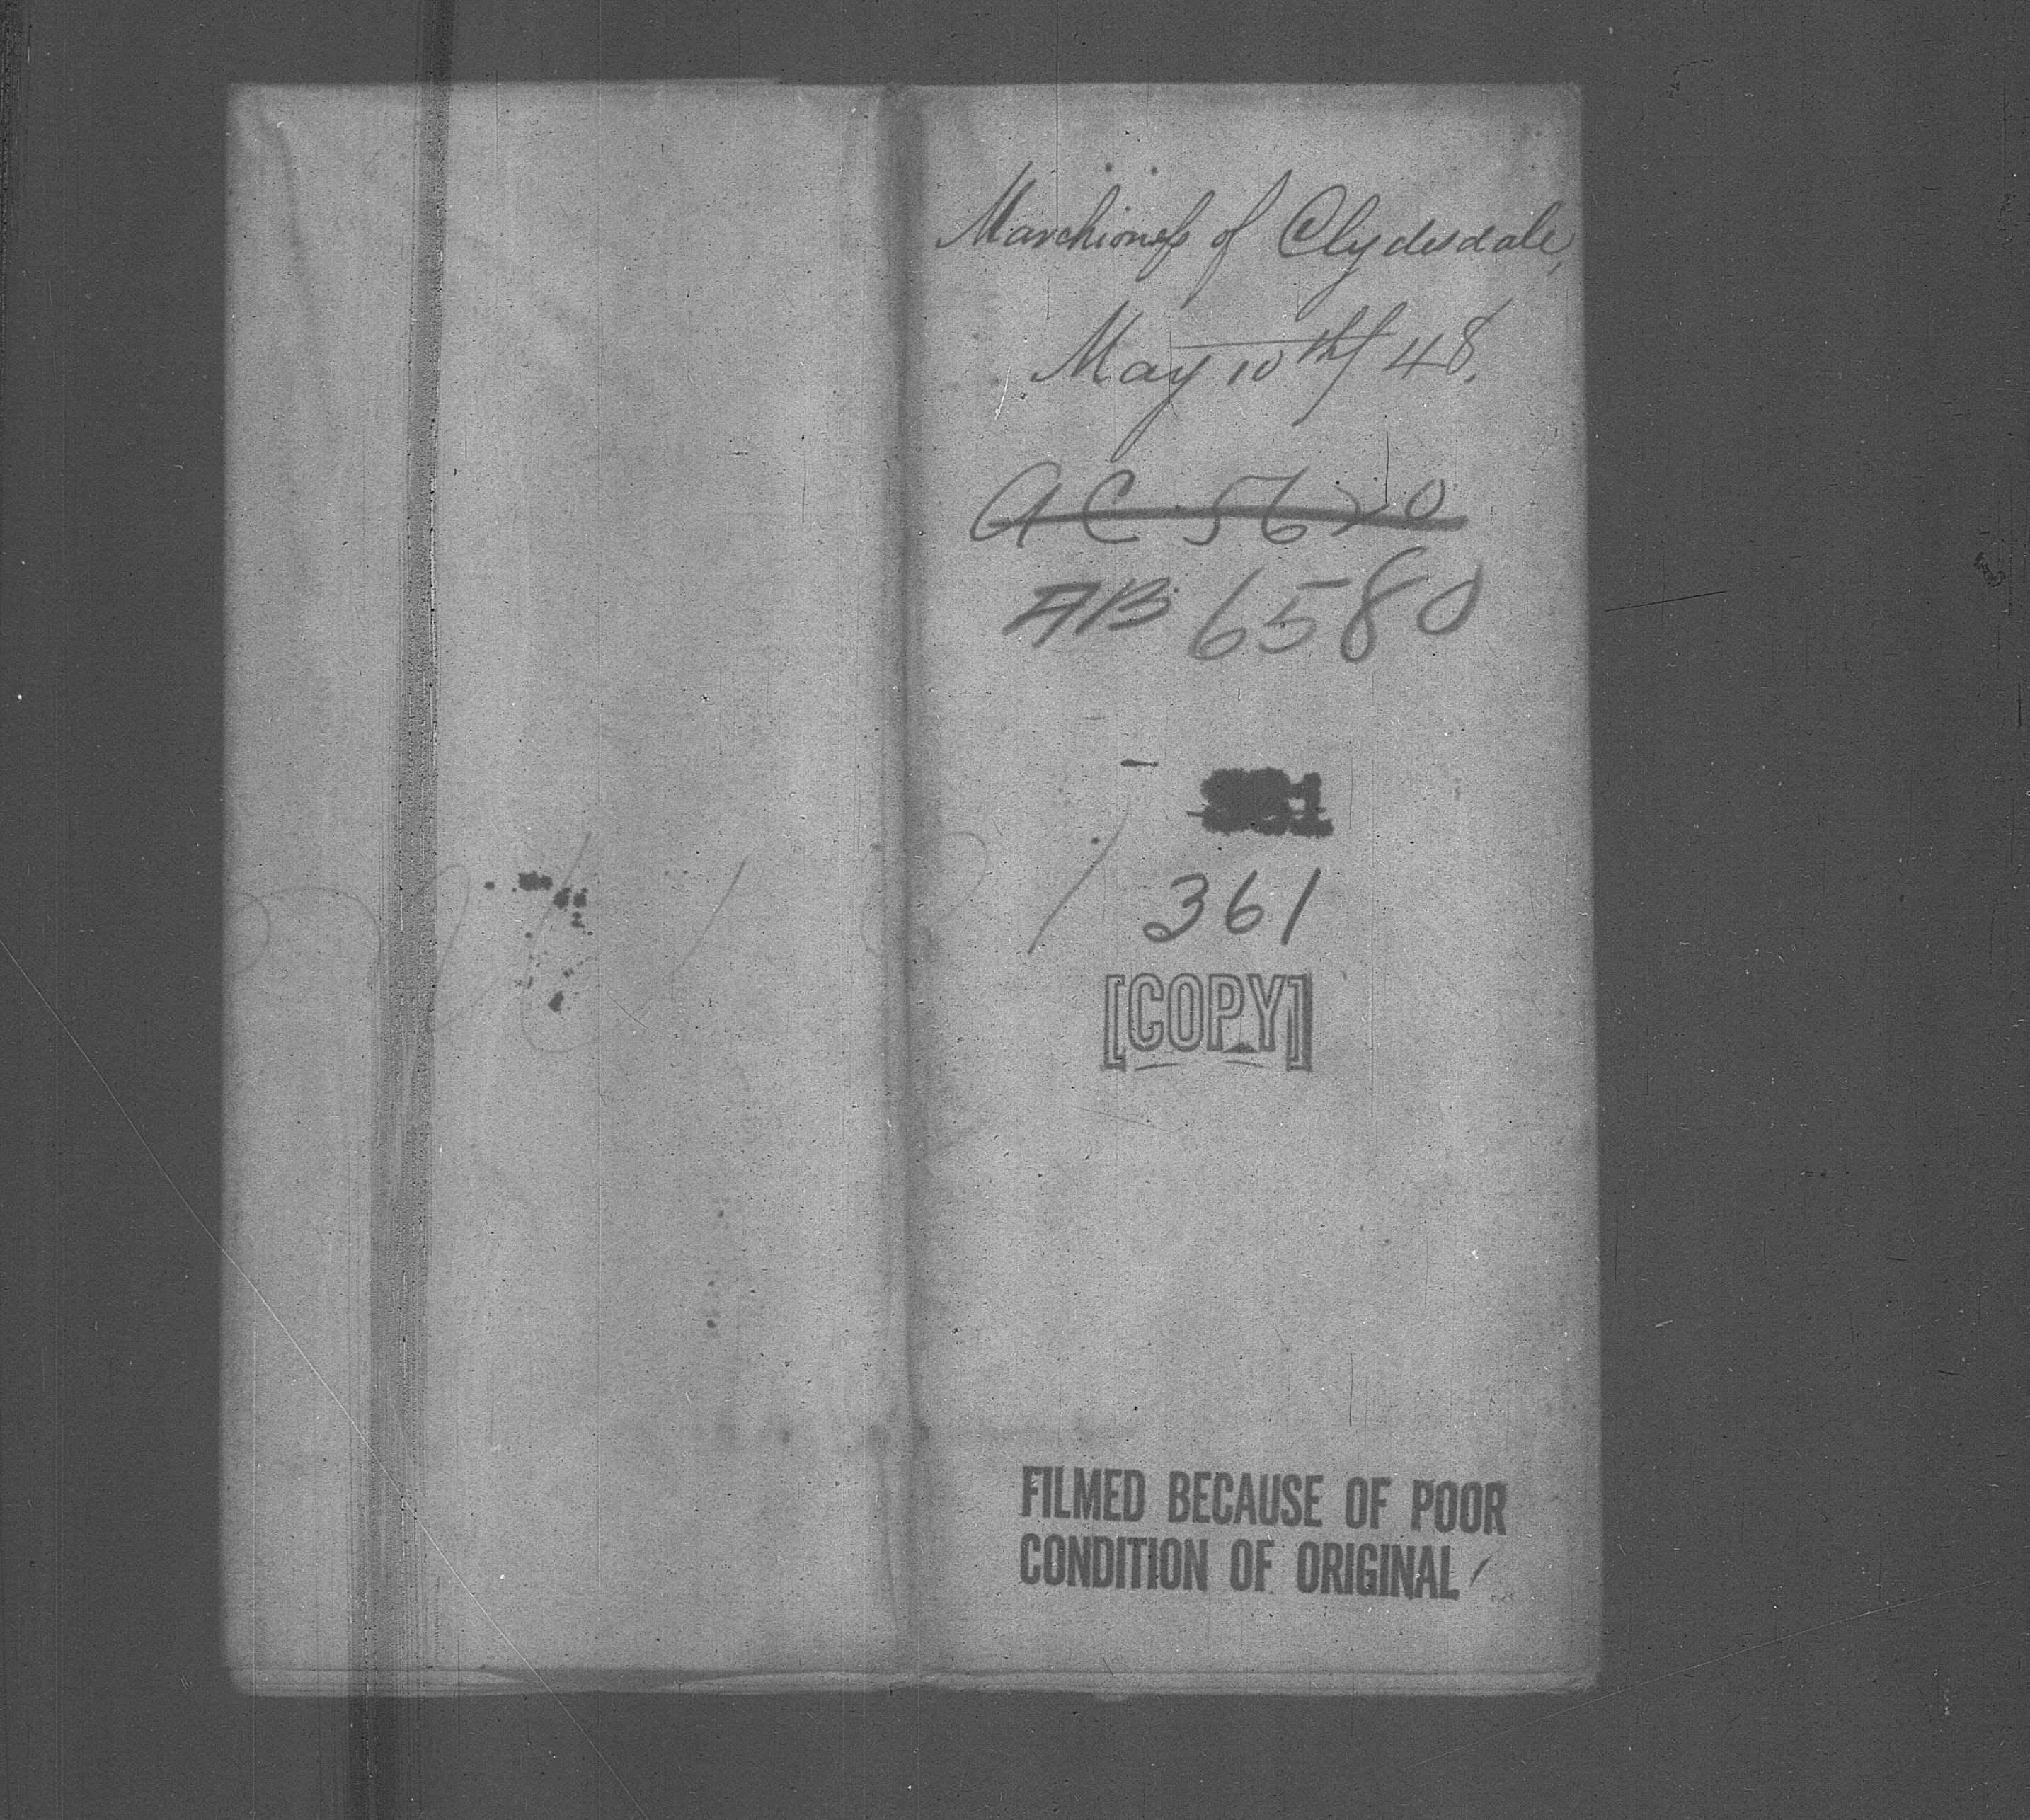 Marchioness of Clydesdale,
May 10th/48.
AC 5620
AB 6580
361
[COPY]
FILMED BECAUSE OF POOR
CONDITION OF ORIGINAL